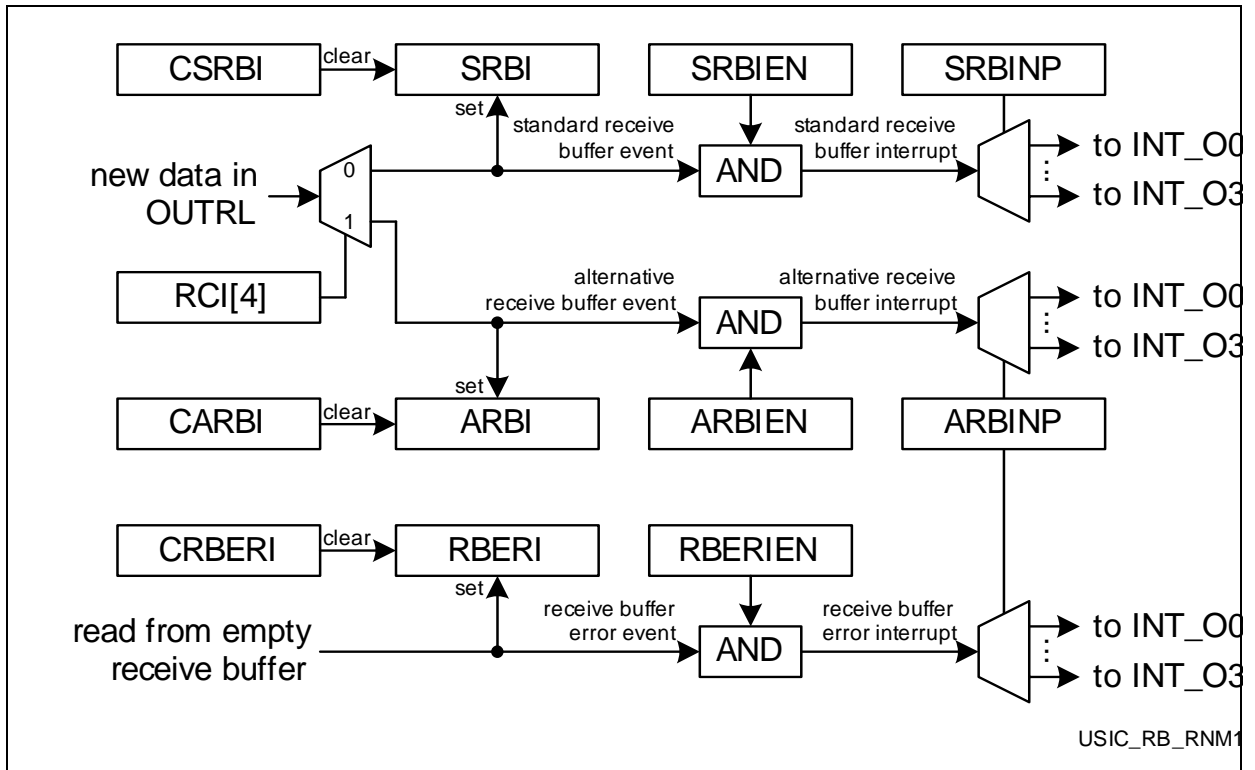 CSRBI
clear
SRBI
SRBIEN
SRBINP
set
standard receive
buffer event
standard receive
buffer interrupt
to INT_O0
new data in
OUTRL
0
1
AND
to INT_O3
RCI[4]
alternative
receive buffer event
alternative receive
buffer interrupt
AND
to INT_O0
to INT_O3
set
CARBI
clear
ARBI
ARBIEN
ARBINP
CRBERI
clear
RBERI
RBERIEN
set
read from empty
receive buffer
receive buffer
error event
AND
receive buffer
error interrupt
to INT_O0
to INT_O3
USIC_RB_RNM1